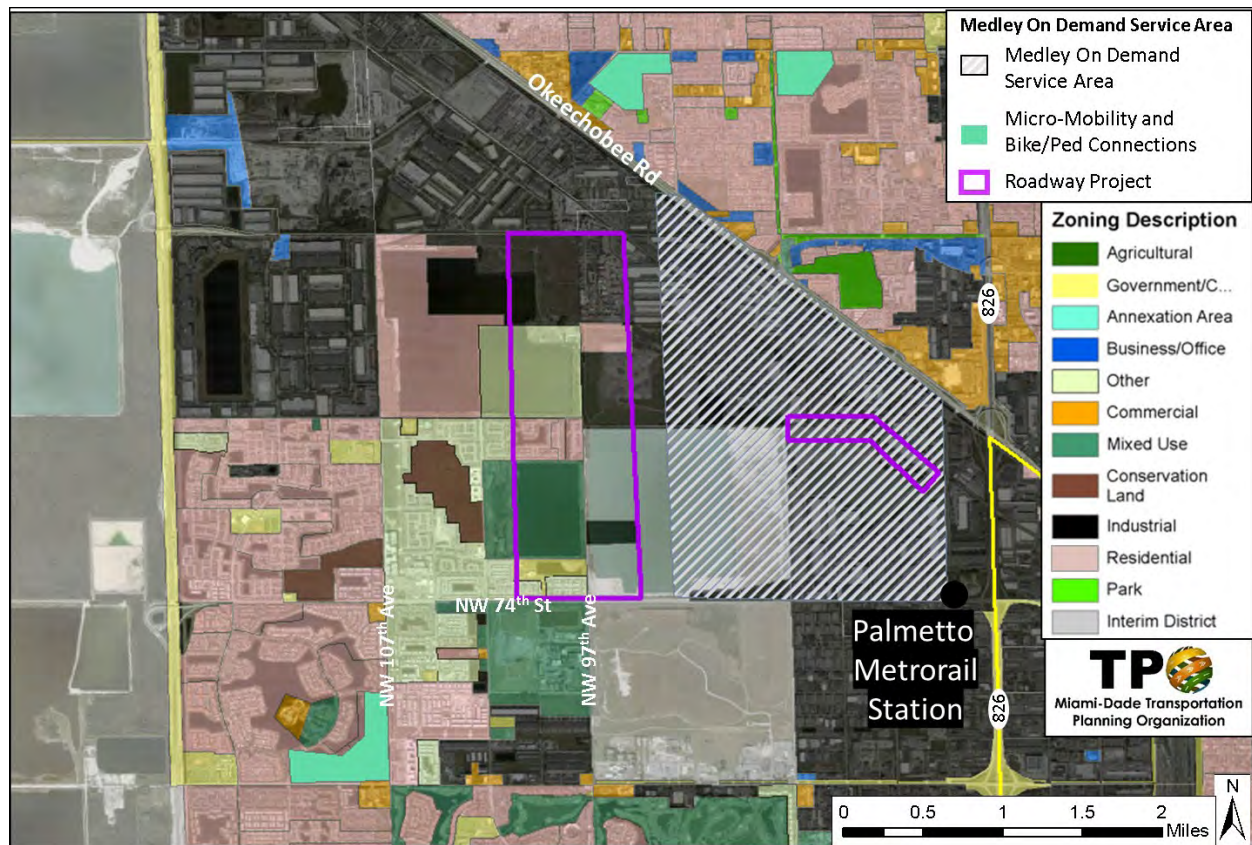 Medley On Demand Service Area
Medley On Demand
Service Area
Micro-Mobility and
Bike/Ped Connections
Roadway Project
Zoning Description
Agricultural
Government/C...
Annexation Area
Business/Office
Other
Commercial
Mixed Use
Conservation
Land
Industrial
Residential
Park
Interim District
Okeechobee Rd
826
NW 107th Ave
NW 74th St
NW 97th Ave
Palmetto
Metrorail
Station
826
TPO
Miami-Dade Transportation
Planning Organization
N
0 0.5 1 1.5 2
Miles